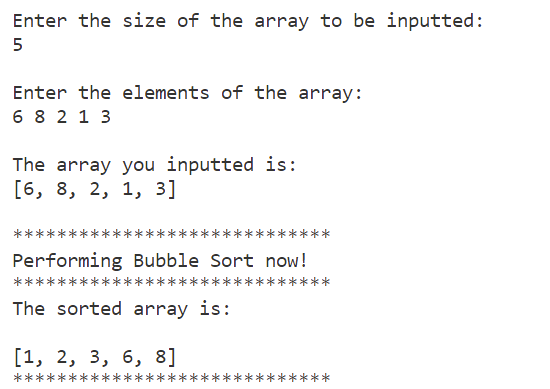 Enter the size of the array to be inputted:
5
Enter the elements of the array:
6 8 2 1 3
The array you inputted is:
[6, 8, 2, 1, 3]
*****************************
Performing Bubble Sort now!
*****************************
The sorted array is:
[1, 2, 3, 6, 8]
*****************************